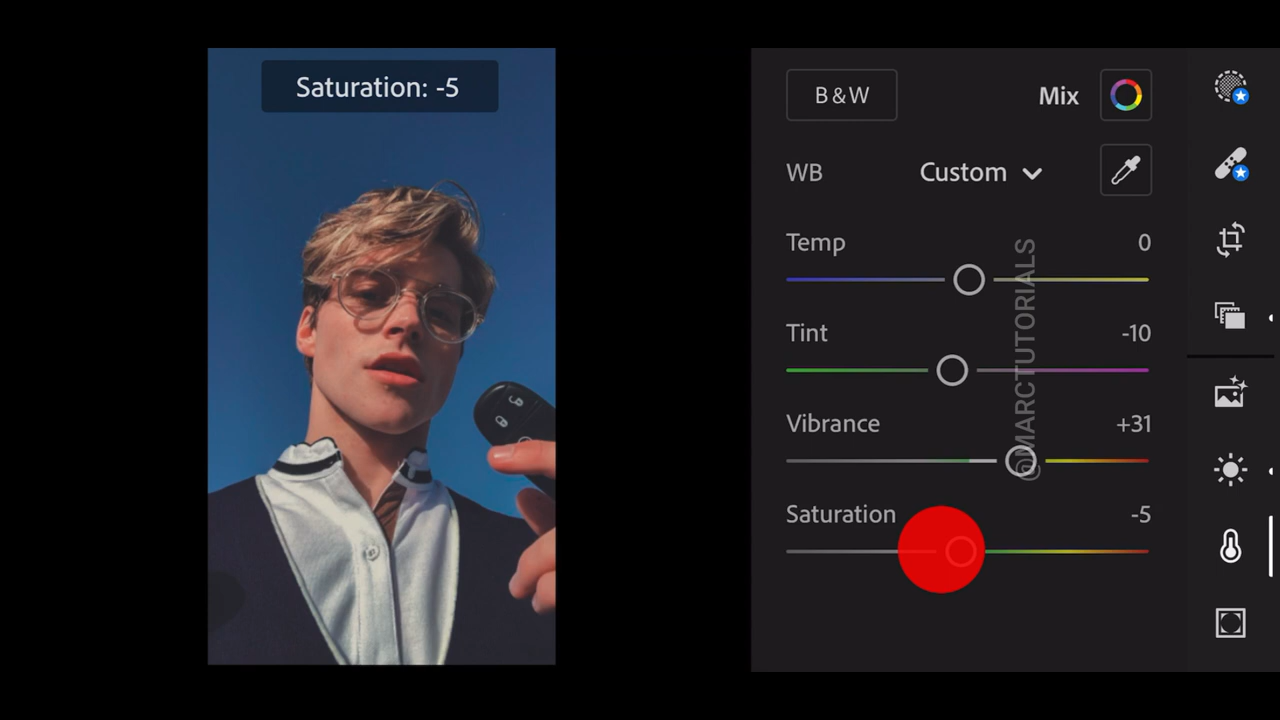 Saturation: -5
B&W
Mix
WB
Custom
Temp
0
Tint
-10
Vibrance
+31
Saturation
-5
@MARCTUTORIALS